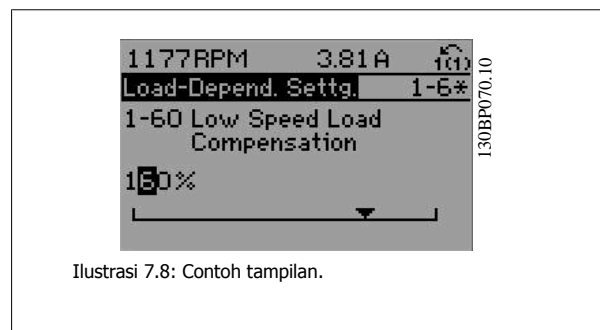 1177RPM 3.81A 1(1)
Load-Depend. Settg. 1-6*
1-60 Low Speed Load
Compensation
160%
130BP070.10
Ilustrasi 7.8: Contoh tampilan.